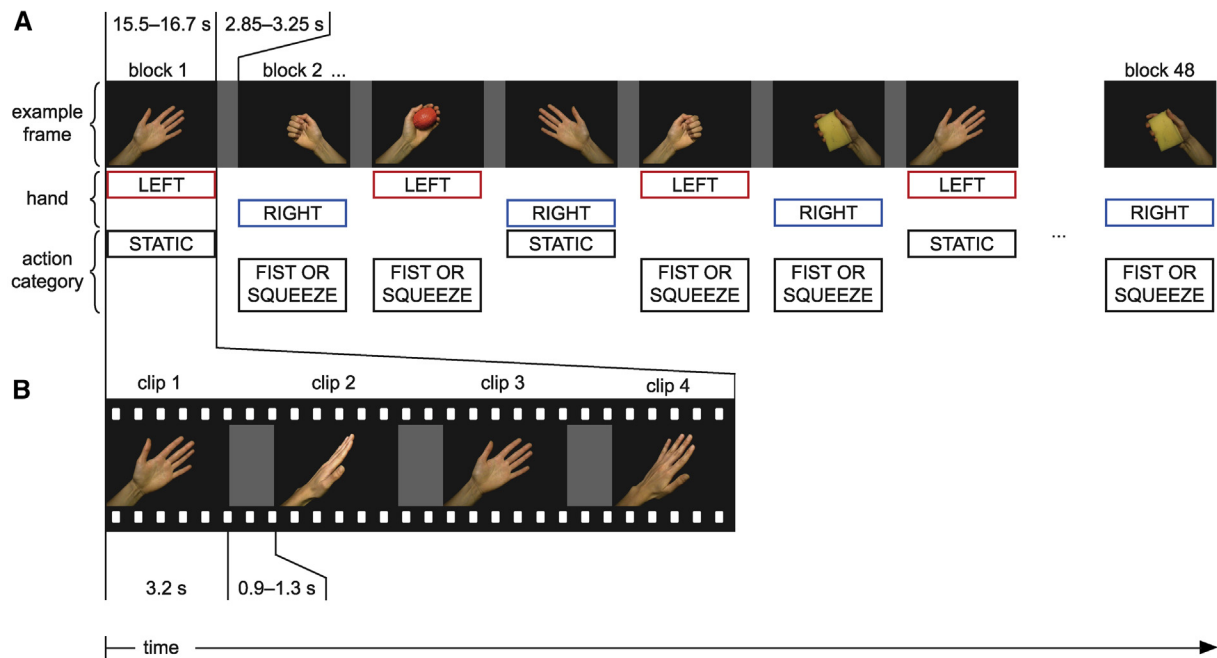 A
15.5–16.7 s
2.85–3.25 s
block 1
block 2 ...
block 48
example
frame
hand
LEFT
LEFT
LEFT
LEFT
RIGHT
RIGHT
RIGHT
RIGHT
action
category
STATIC
STATIC
STATIC
...
FIST OR
SQUEEZE
FIST OR
SQUEEZE
FIST OR
SQUEEZE
FIST OR
SQUEEZE
FIST OR
SQUEEZE
B
clip 1
clip 2
clip 3
clip 4
3.2 s
0.9–1.3 s
time